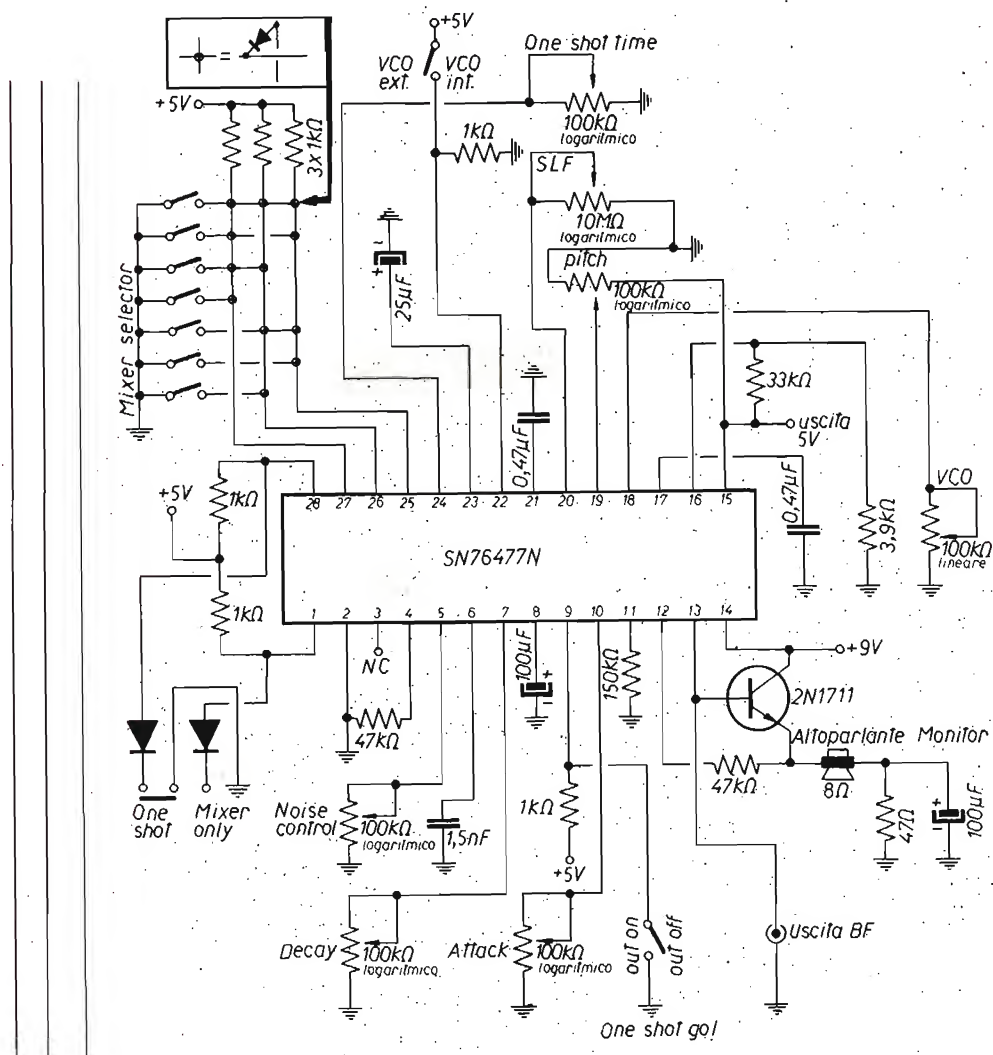 +5V
One shot time
VCO ext.
VCO int.
+5V
3x1kΩ
1kΩ
100kΩ
logaritmico
SLF
10MΩ
logaritmico
pitch
100kΩ
logaritmico
25µF
Mixer selector
33kΩ
uscita 5V
0,47µF
0,47µF
+5V
1kΩ
VCO
3,9kΩ
100kΩ
lineare
28 27 26 25 24 23 22 21 20 19 18 17 16 15
SN76477N
1kΩ
1 2 3 4 5 6 7 8 9 10 11 12 13 14
NC
100µF
150kΩ
+9V
2N1711
47kΩ
Altoparlante Monitor
47kΩ
8Ω
One shot
Mixer only
Noise control
100kΩ
logaritmico
1,5nF
1kΩ
47Ω
100µF
+5V
Decay
100kΩ
logaritmico
Attack
100kΩ
logaritmico
out on
out off
Uscita BF
One shot go!